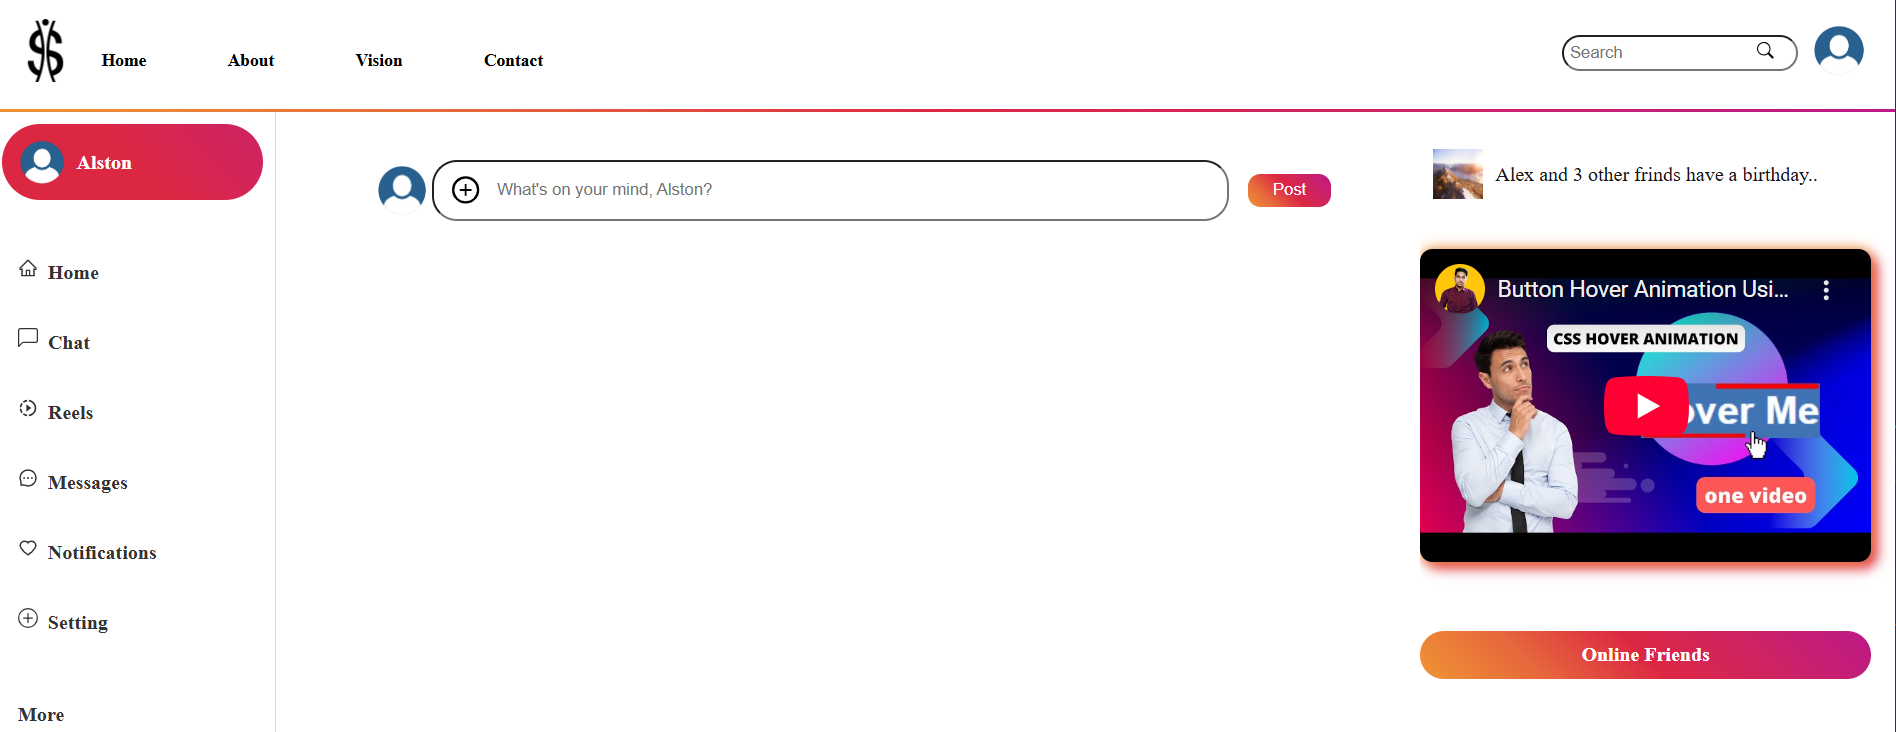 Home
About
Vision
Contact
Search
Alston
Home
Chat
Reels
Messages
Notifications
Setting
More
What's on your mind, Alston?
Post
Alex and 3 other frinds have a birthday..
Button Hover Animation Usi...
CSS HOVER ANIMATION
over Me
one video
Online Friends